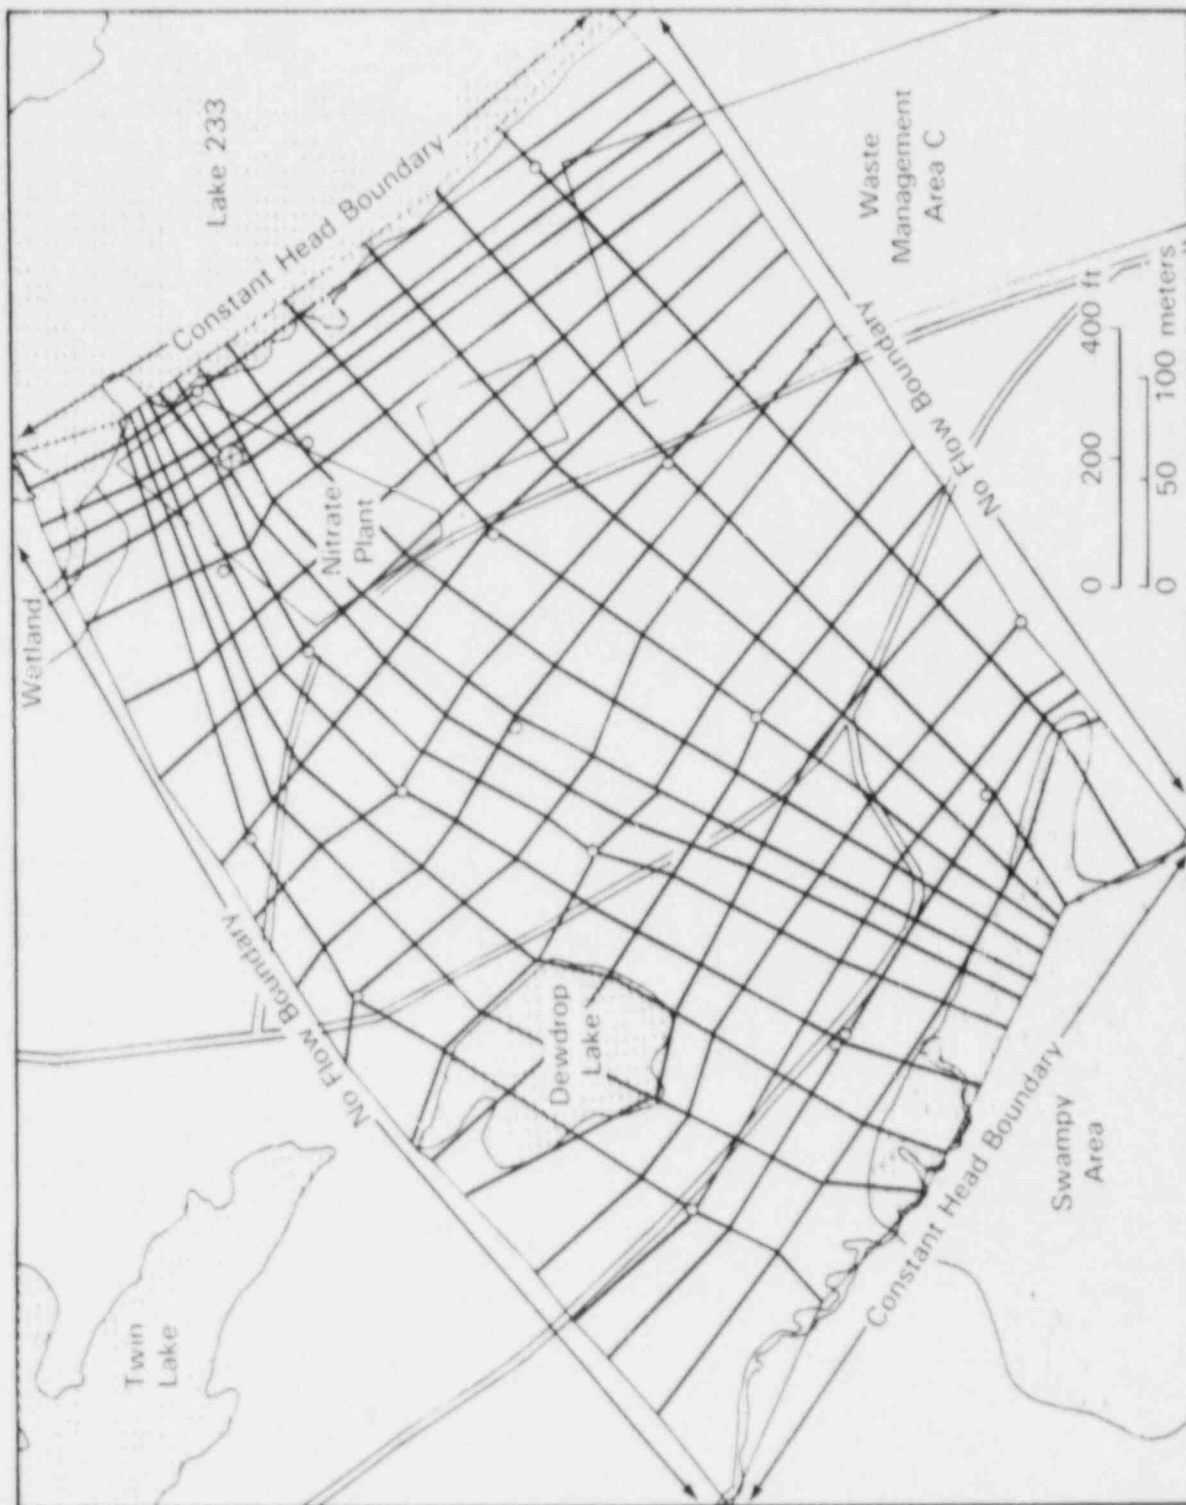 Lake 233
Constant Head Boundary
Wetland
Nitrate
Plant
Waste
Management
Area C
No Flow Boundary
No Flow Boundary
Dewdrop
Lake
Twin
Lake
Constant Head Boundary
Swampy
Area
0 200 400 ft
0 50 100 meters